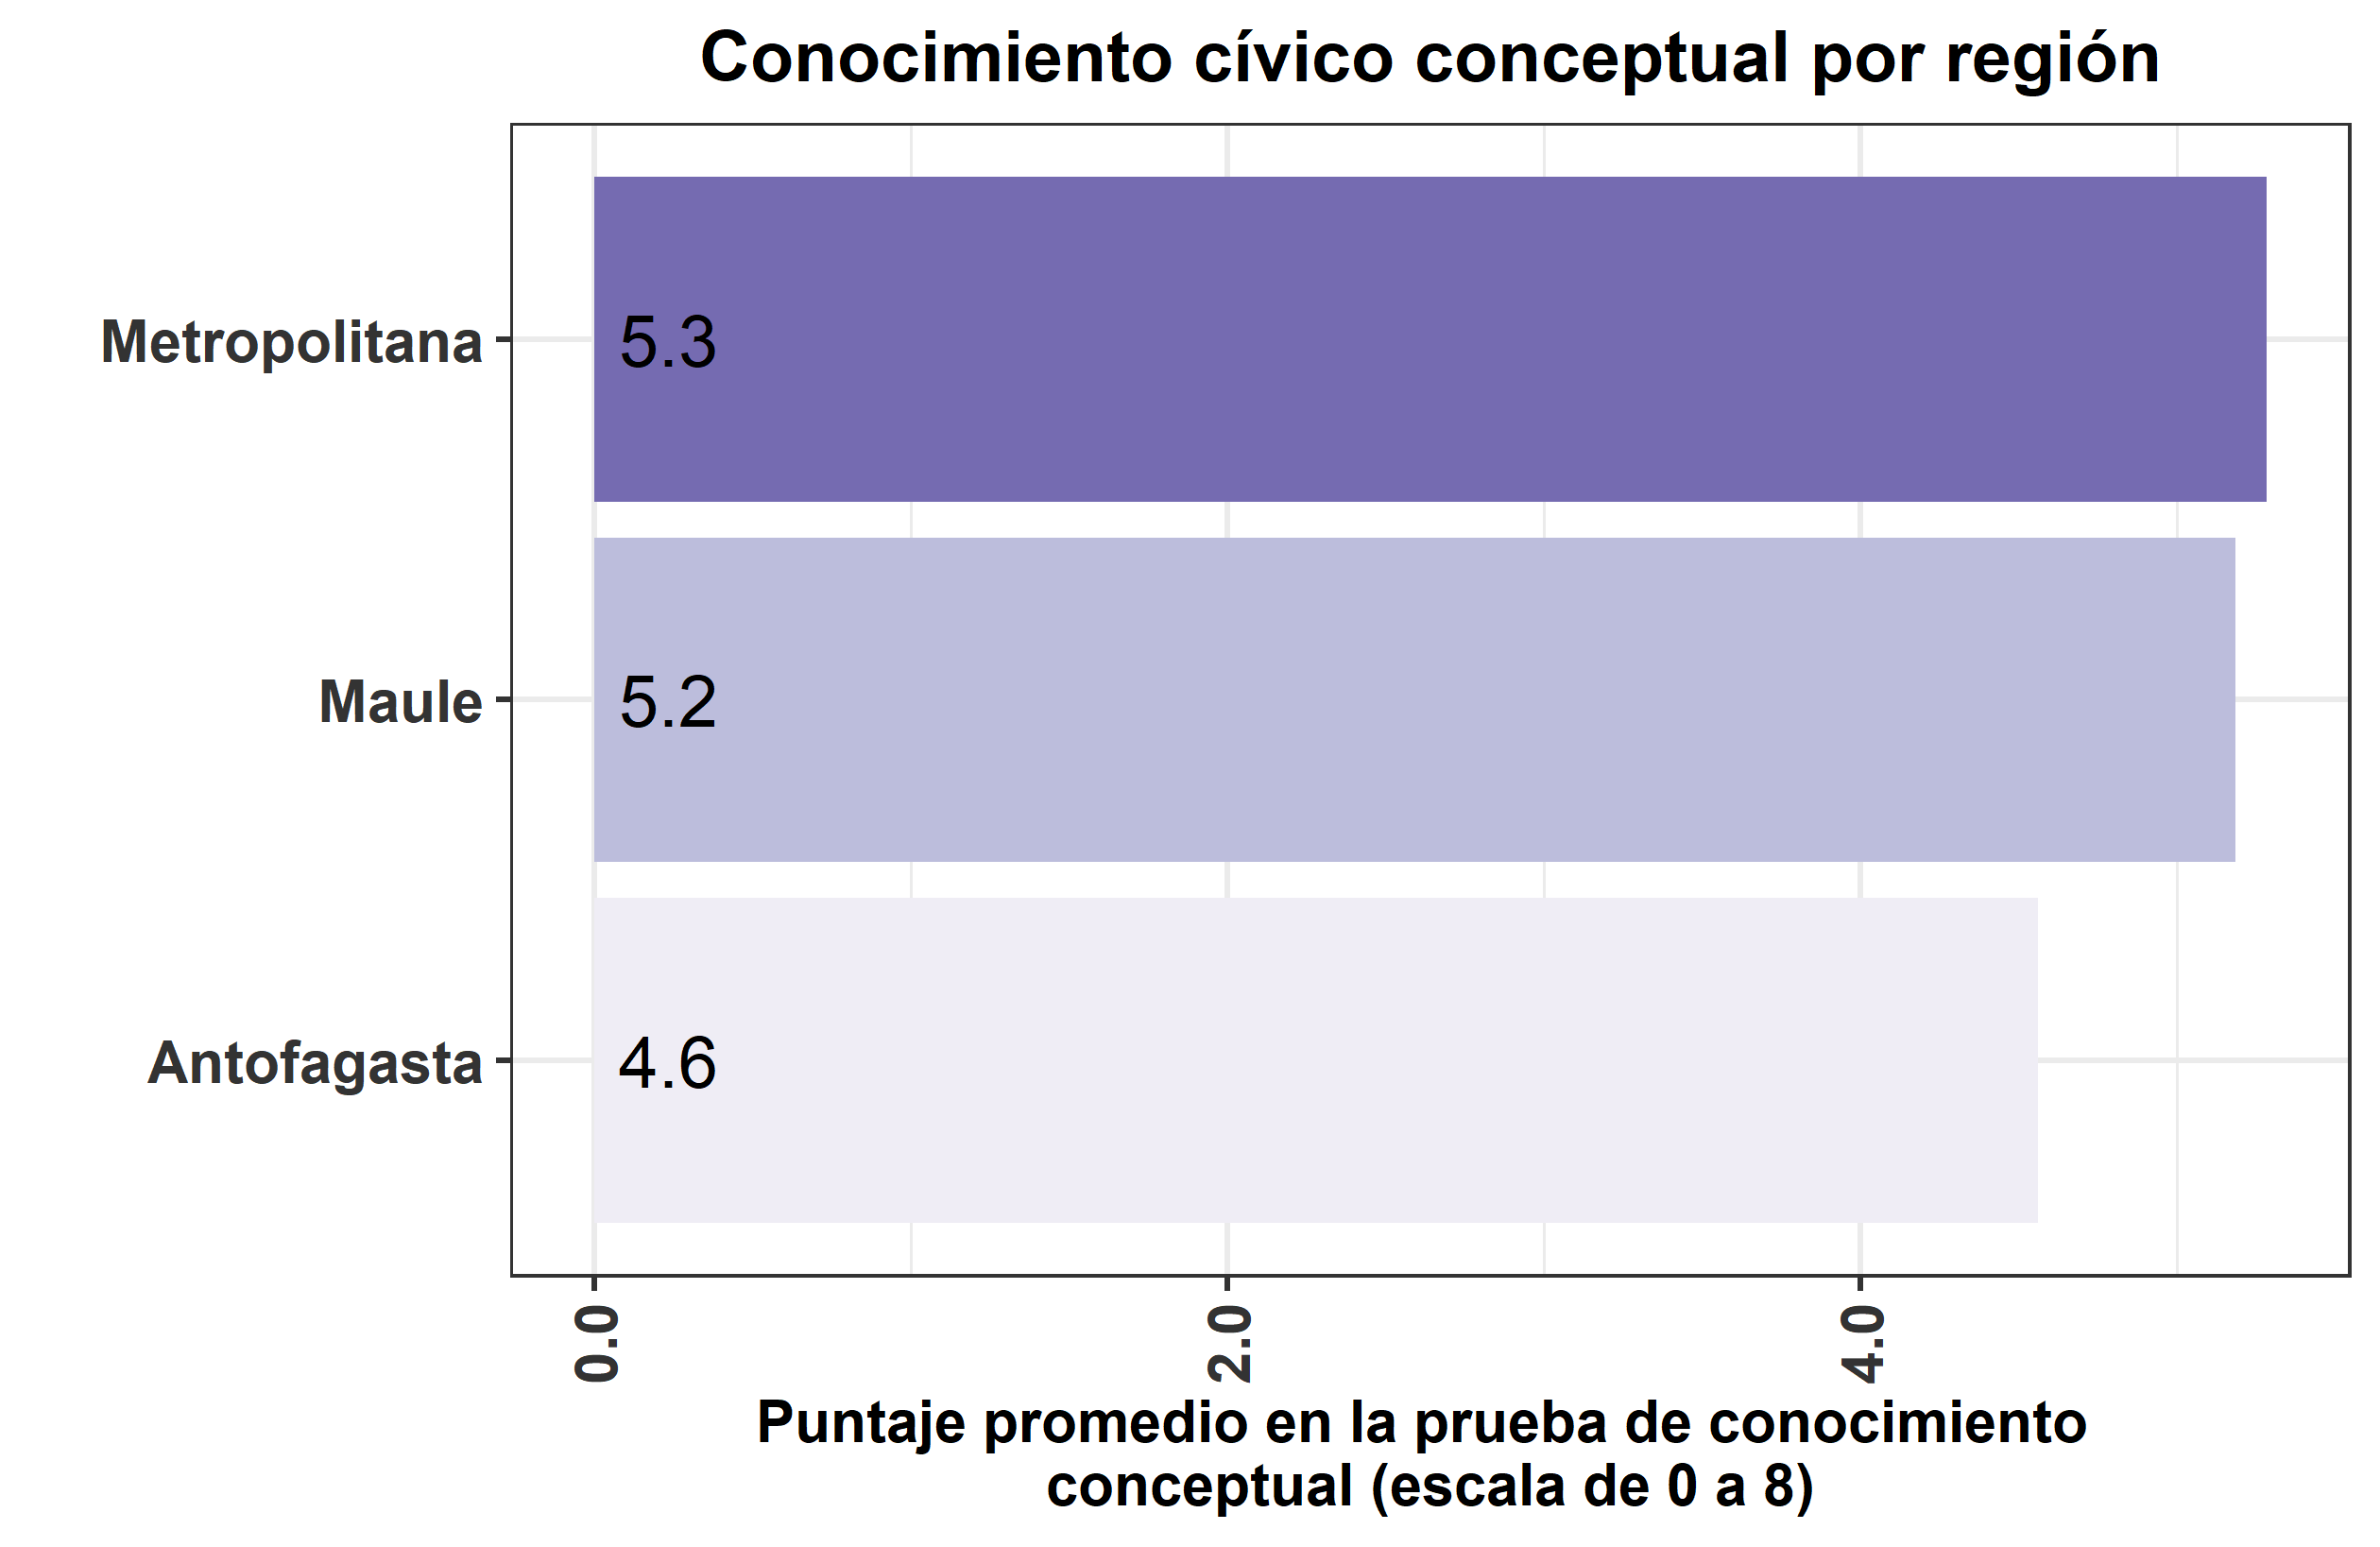 Conocimiento cívico conceptual por región
Metropolitana
5.3
Maule
5.2
Antofagasta
4.6
0.0
2.0
4.0
Puntaje promedio en la prueba de conocimiento
conceptual (escala de 0 a 8)